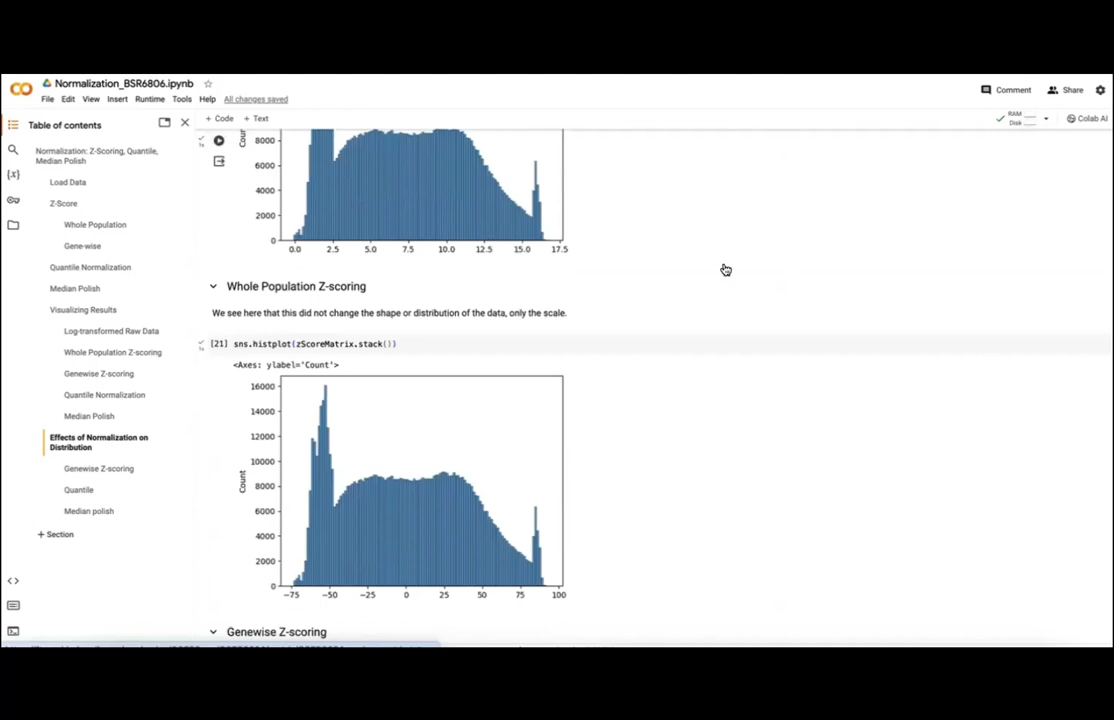 Normalization_BSR6806.ipynb
File Edit View Insert Runtime Tools Help All changes saved
Comment Share
Table of contents
+ Code + Text
RAM
Disk
Colab AI
Normalization: Z-Scoring, Quantile,
Median Polish
Load Data
Z-Score
Whole Population
Gene-wise
Quantile Normalization
Median Polish
Visualizing Results
Log-transformed Raw Data
Whole Population Z-scoring
Genewise Z-scoring
Quantile Normalization
Median Polish
Effects of Normalization on
Distribution
Genewise Z-scoring
Quantile
Median polish
+ Section
1s
8000
6000
4000
2000
0
0.0 2.5 5.0 7.5 10.0 12.5 15.0 17.5
Whole Population Z-scoring
We see here that this did not change the shape or distribution of the data, only the scale.
1s
[21] sns.histplot(zScoreMatrix.stack())
<Axes: ylabel='Count'>
16000
14000
12000
10000
8000
6000
4000
2000
0
Count
−75 −50 −25 0 25 50 75 100
Genewise Z-scoring